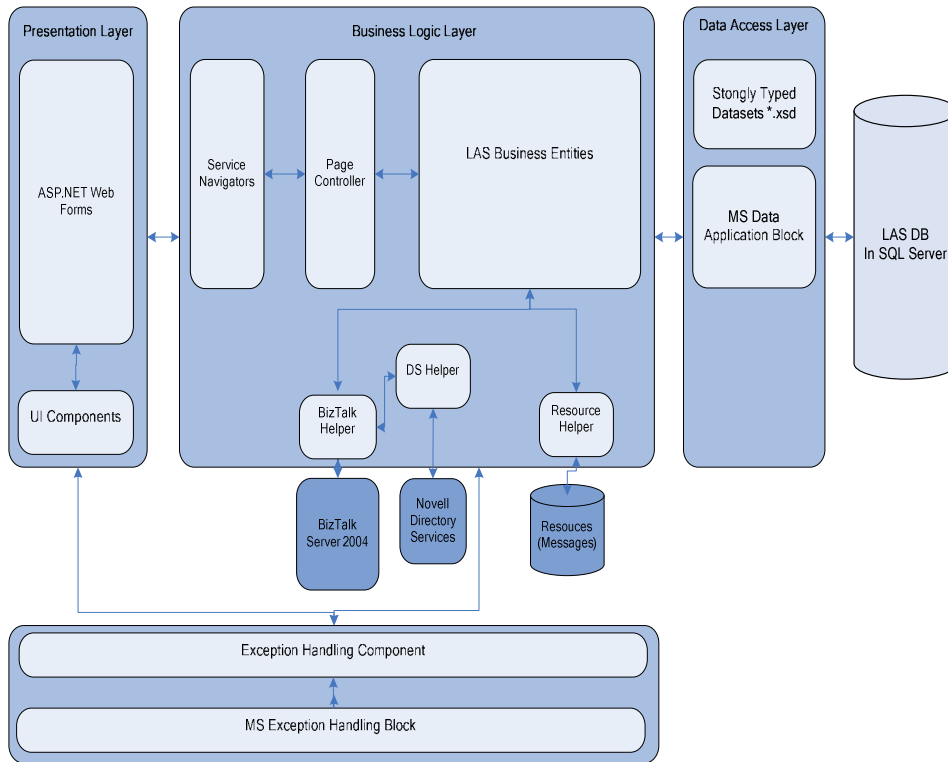 Presentation Layer
ASP.NET Web
Forms
UI Components
Business Logic Layer
Service
Navigators
Page
Controller
LAS Business Entities
BizTalk
Helper
DS Helper
Resource
Helper
BizTalk
Server 2004
Novell
Directory
Services
Resouces
(Messages)
Data Access Layer
Stongly Typed
Datasets *.xsd
MS Data
Application Block
LAS DB
In SQL Server
Exception Handling Component
MS Exception Handling Block